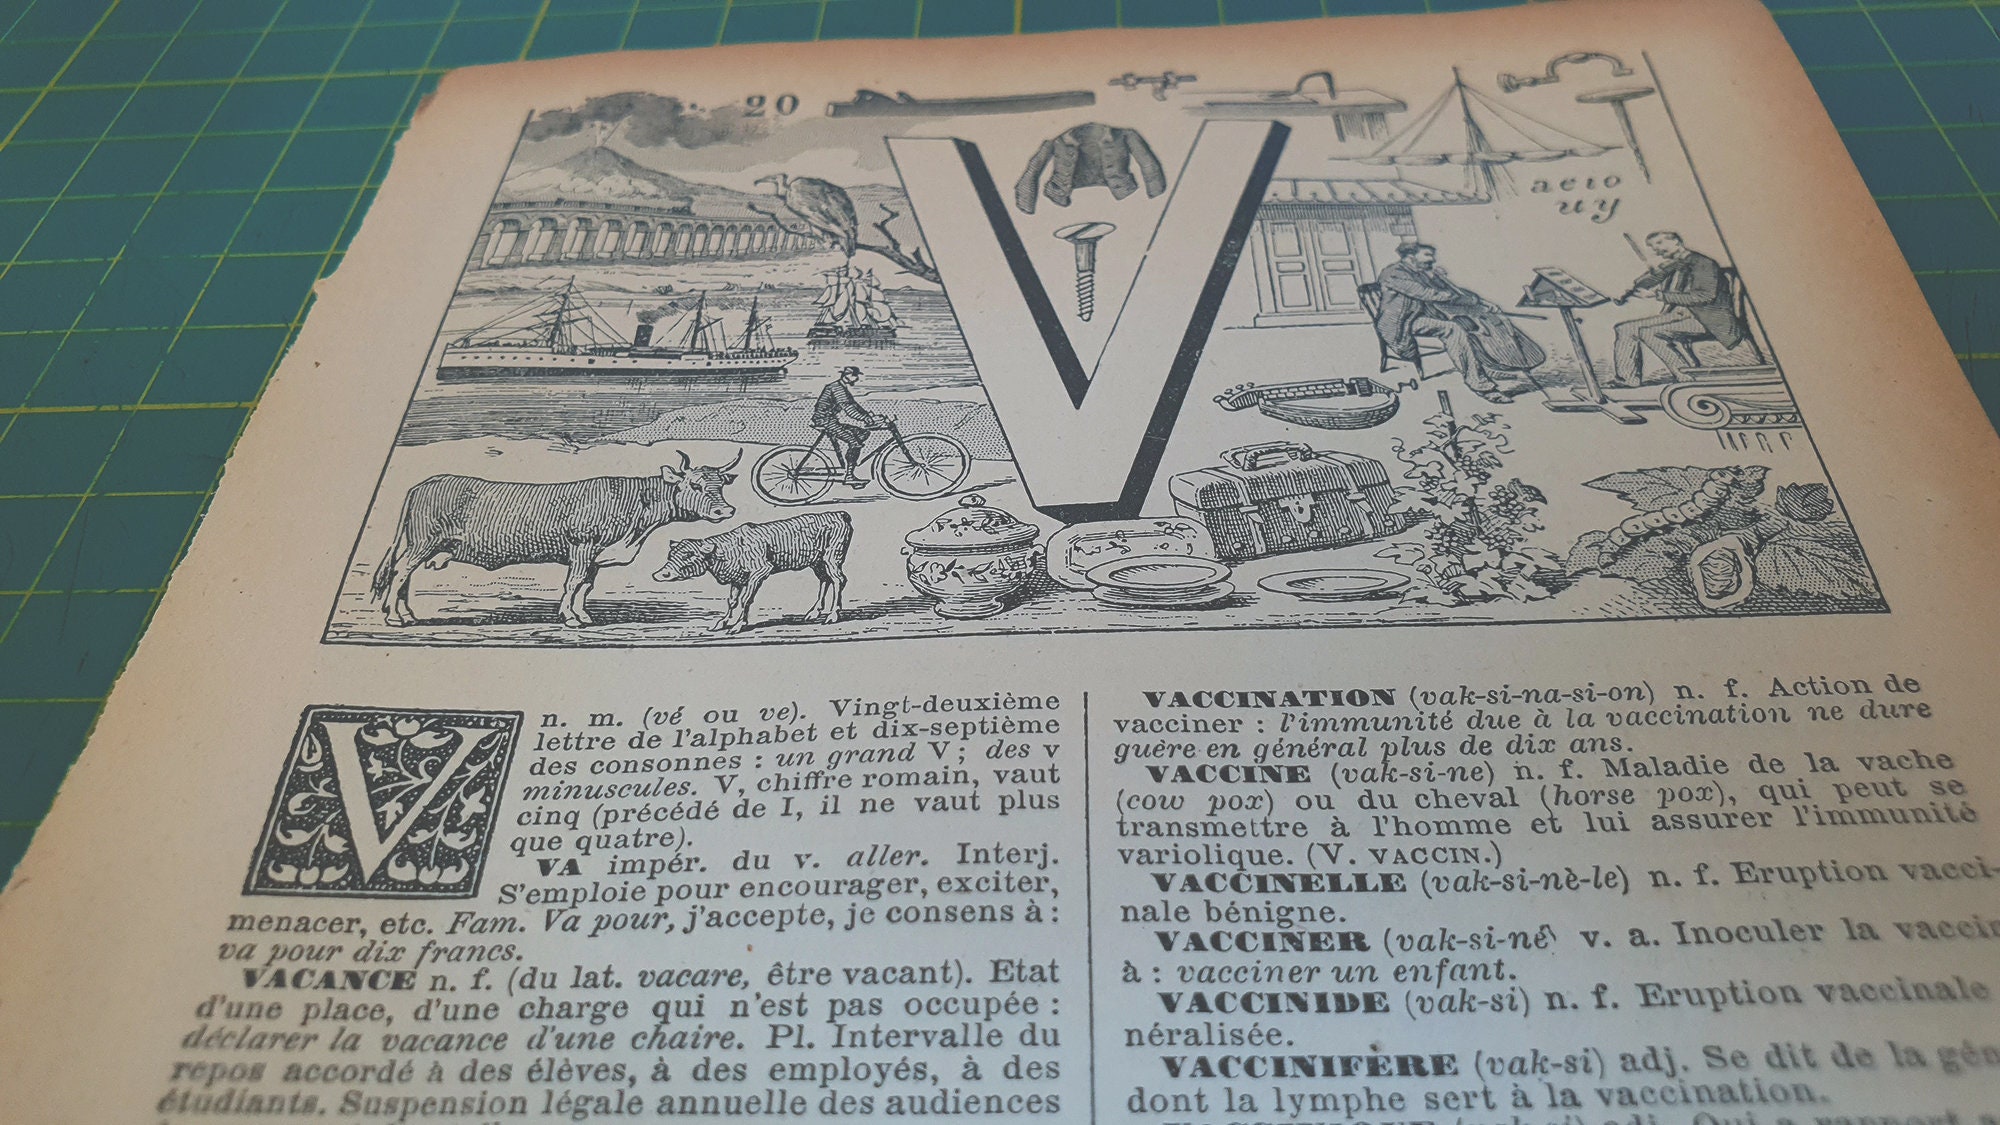 20
V
aeio
uy
V
n. m. (vé ou ve). Vingt-deuxième
lettre de l'alphabet et dix-septième
des consonnes : un grand V ; des v
minuscules. V, chiffre romain, vaut
cinq (précédé de I, il ne vaut plus
que quatre).
VA impér. du v. aller. Interj.
S'emploie pour encourager, exciter,
menacer, etc. Fam. Va pour, j'accepte, je consens à :
va pour dix francs.
VACANCE n. f. (du lat. vacare, être vacant). Etat
d'une place, d'une charge qui n'est pas occupée :
déclarer la vacance d'une chaire. Pl. Intervalle du
repos accordé à des élèves, à des employés, à des
étudiants. Suspension légale annuelle des audiences
VACCINATION (vak-si-na-si-on) n. f. Action de
vacciner : l'immunité due à la vaccination ne dure
guère en général plus de dix ans.
VACCINE (vak-si-ne) n. f. Maladie de la vache
(cow pox) ou du cheval (horse pox), qui peut se
transmettre à l'homme et lui assurer l'immunité
variolique. (V. VACCIN.)
VACCINELLE (vak-si-nè-le) n. f. Eruption vacci-
nale bénigne.
VACCINER (vak-si-né) v. a. Inoculer la vaccin
à : vacciner un enfant.
VACCINIDE (vak-si) n. f. Eruption vaccinale
néralisée.
VACCINIFÈRE (vak-si) adj. Se dit de la gén
dont la lymphe sert à la vaccination.